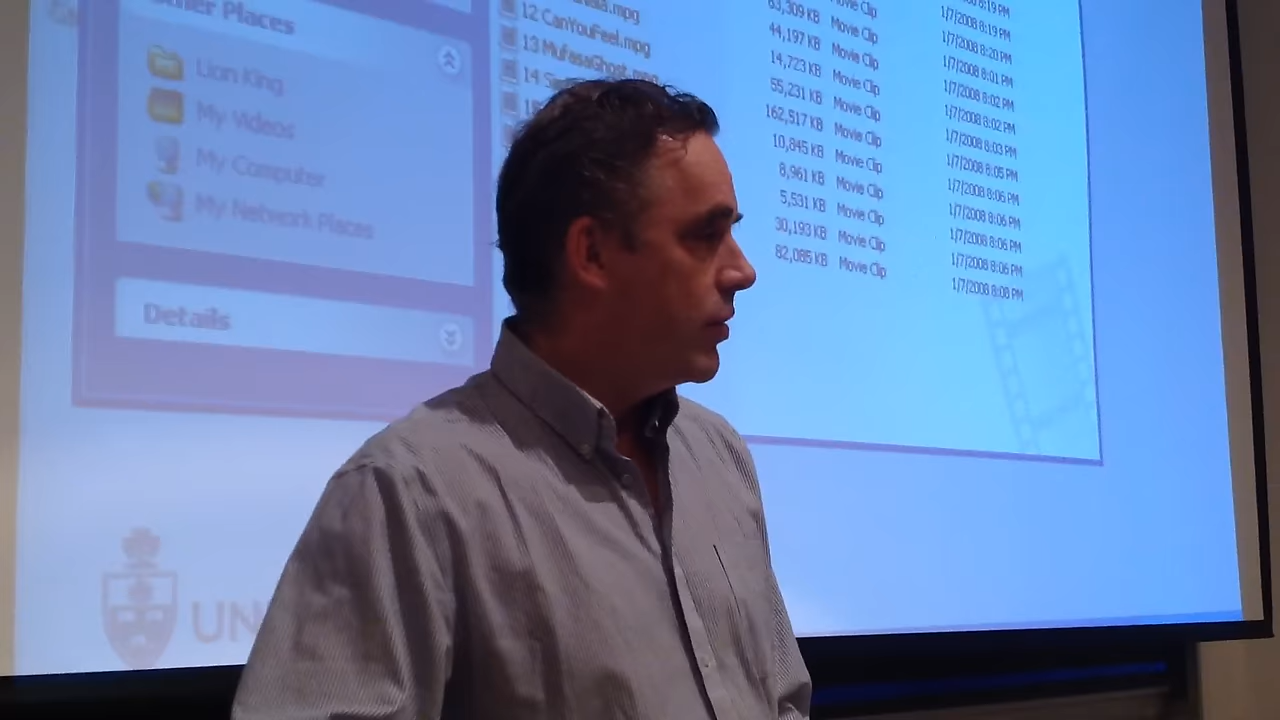 Other Places
Lion King
My Videos
My Computer
My Network Places
Details
12 CanYouFeel.mpg
13 MufasaGhost.mpg
14
63,309 KB Movie Clip 1/7/2008 8:19 PM
44,197 KB Movie Clip 1/7/2008 8:20 PM
14,723 KB Movie Clip 1/7/2008 8:01 PM
55,231 KB Movie Clip 1/7/2008 8:02 PM
162,517 KB Movie Clip 1/7/2008 8:02 PM
10,845 KB Movie Clip 1/7/2008 8:03 PM
8,961 KB Movie Clip 1/7/2008 8:05 PM
5,531 KB Movie Clip 1/7/2008 8:06 PM
30,193 KB Movie Clip 1/7/2008 8:06 PM
82,085 KB Movie Clip 1/7/2008 8:06 PM
1/7/2008 8:06 PM
1/7/2008 8:08 PM
UN